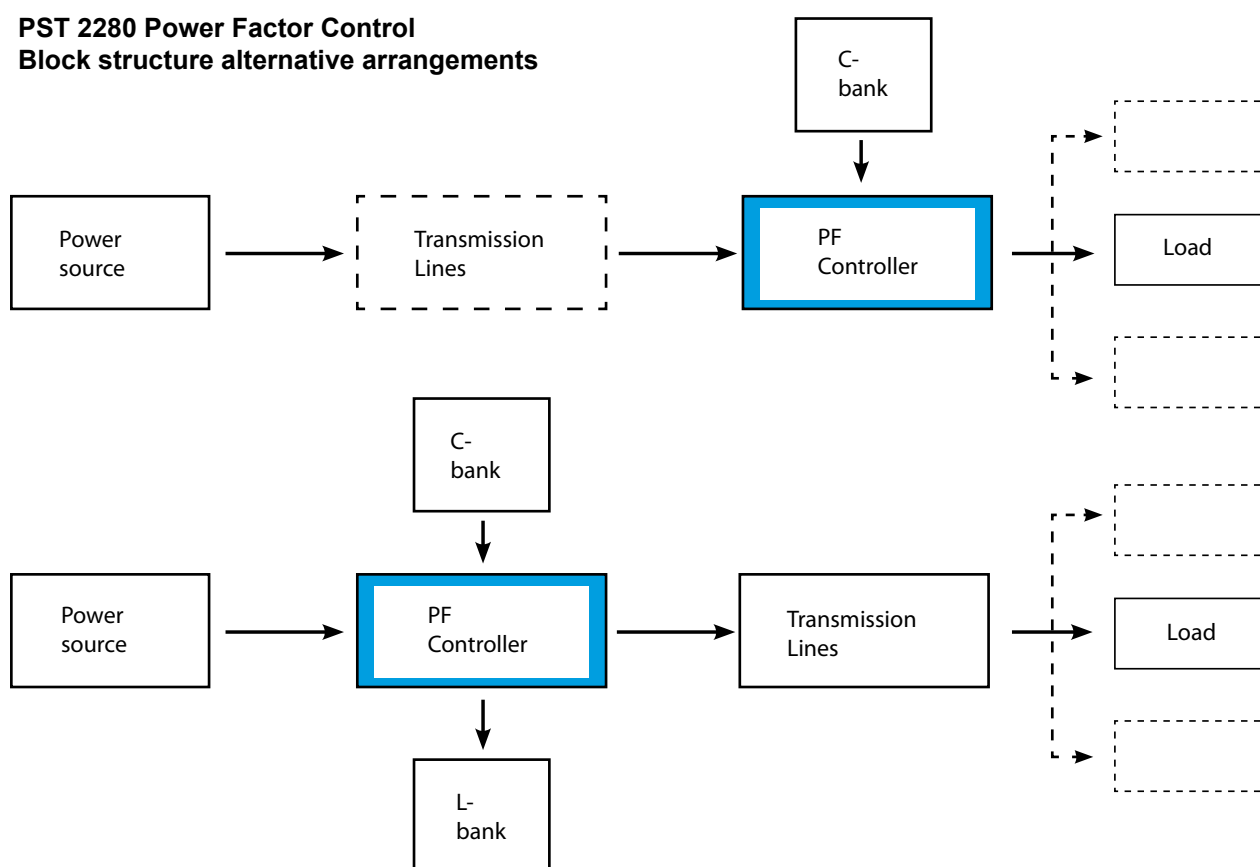 PST 2280 Power Factor Control
Block structure alternative arrangements
C-
bank
Power
source
Transmission
Lines
PF
Controller
Load
C-
bank
Power
source
PF
Controller
Transmission
Lines
Load
L-
bank